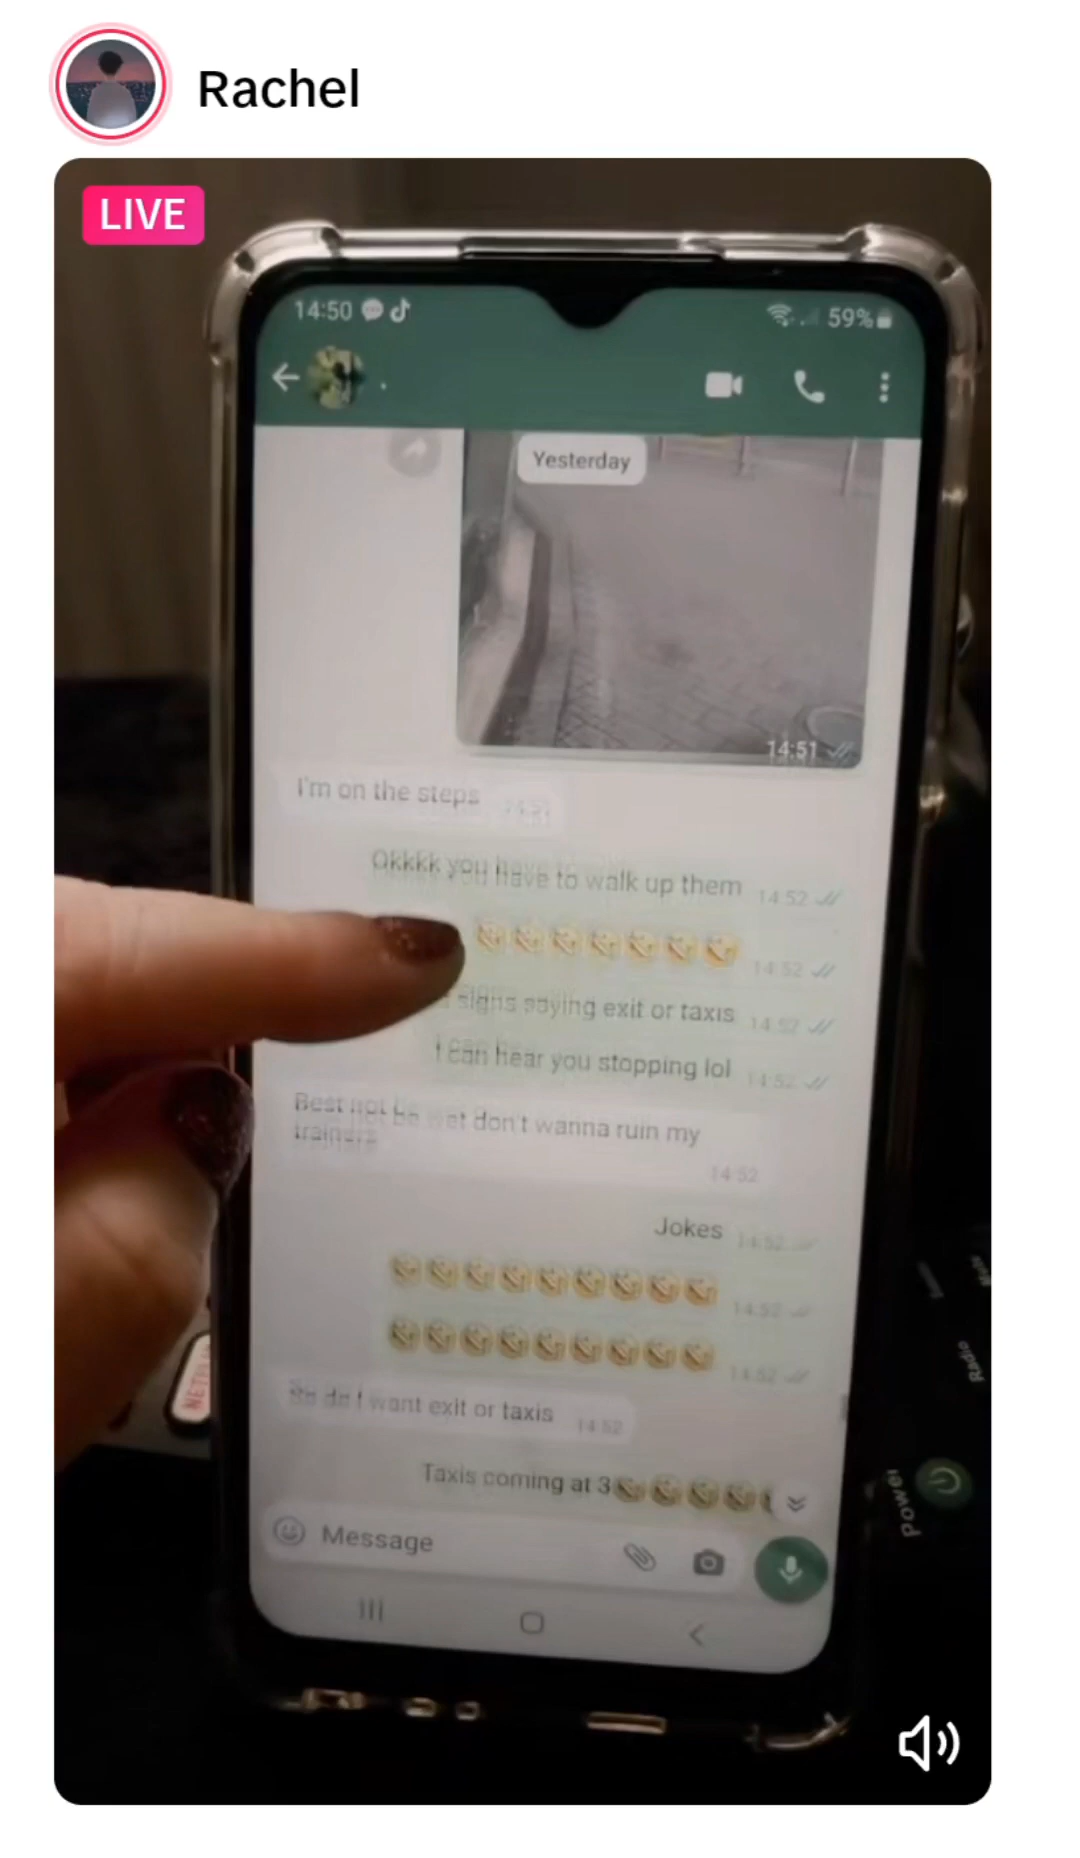 Rachel
LIVE
14:50
59%
.
Yesterday
14:51
I'm on the steps
14:51
Okkkk you have to walk up them 14:52
14:52
signs saying exit or taxis 14:52
I can hear you stopping lol 14:52
Best not be wet don't wanna ruin my
trainers
14:52
Jokes 14:52
14:52
14:52
So do I want exit or taxis 14:52
Taxis coming at 3
Message
Radio
Power